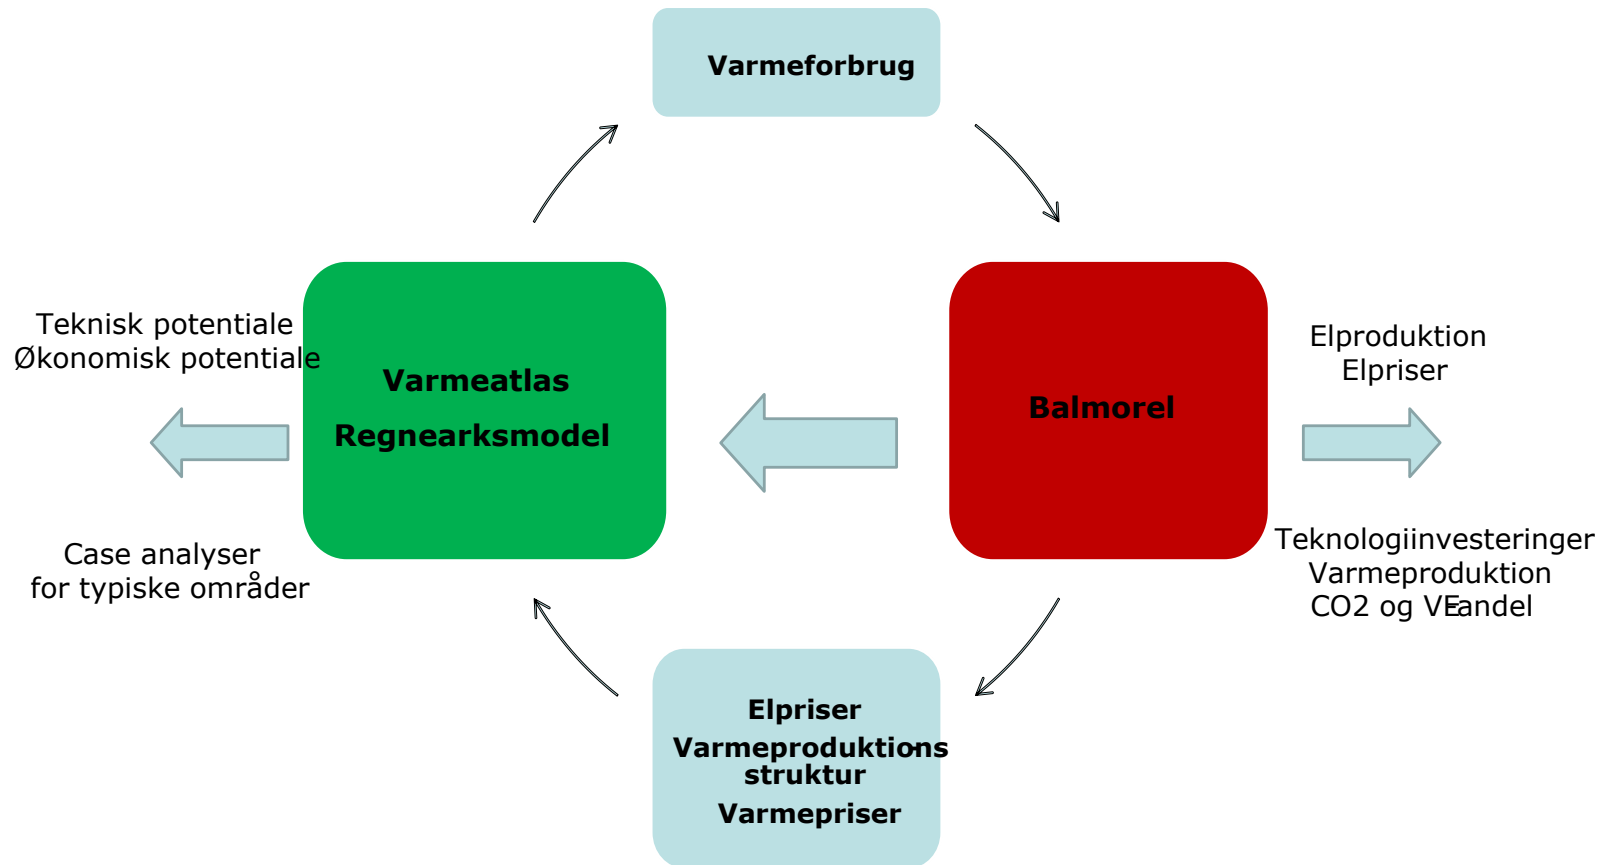 Varmeforbrug
Teknisk potentiale
Økonomisk potentiale
Varmeatlas
Regnearksmodel
Case analyser
for typiske områder
Balmorel
Elproduktion
Elpriser
Teknologiinvesteringer
Varmeproduktion
CO2 og VE-andel
Elpriser
Varmeproduktions-
struktur
Varmepriser